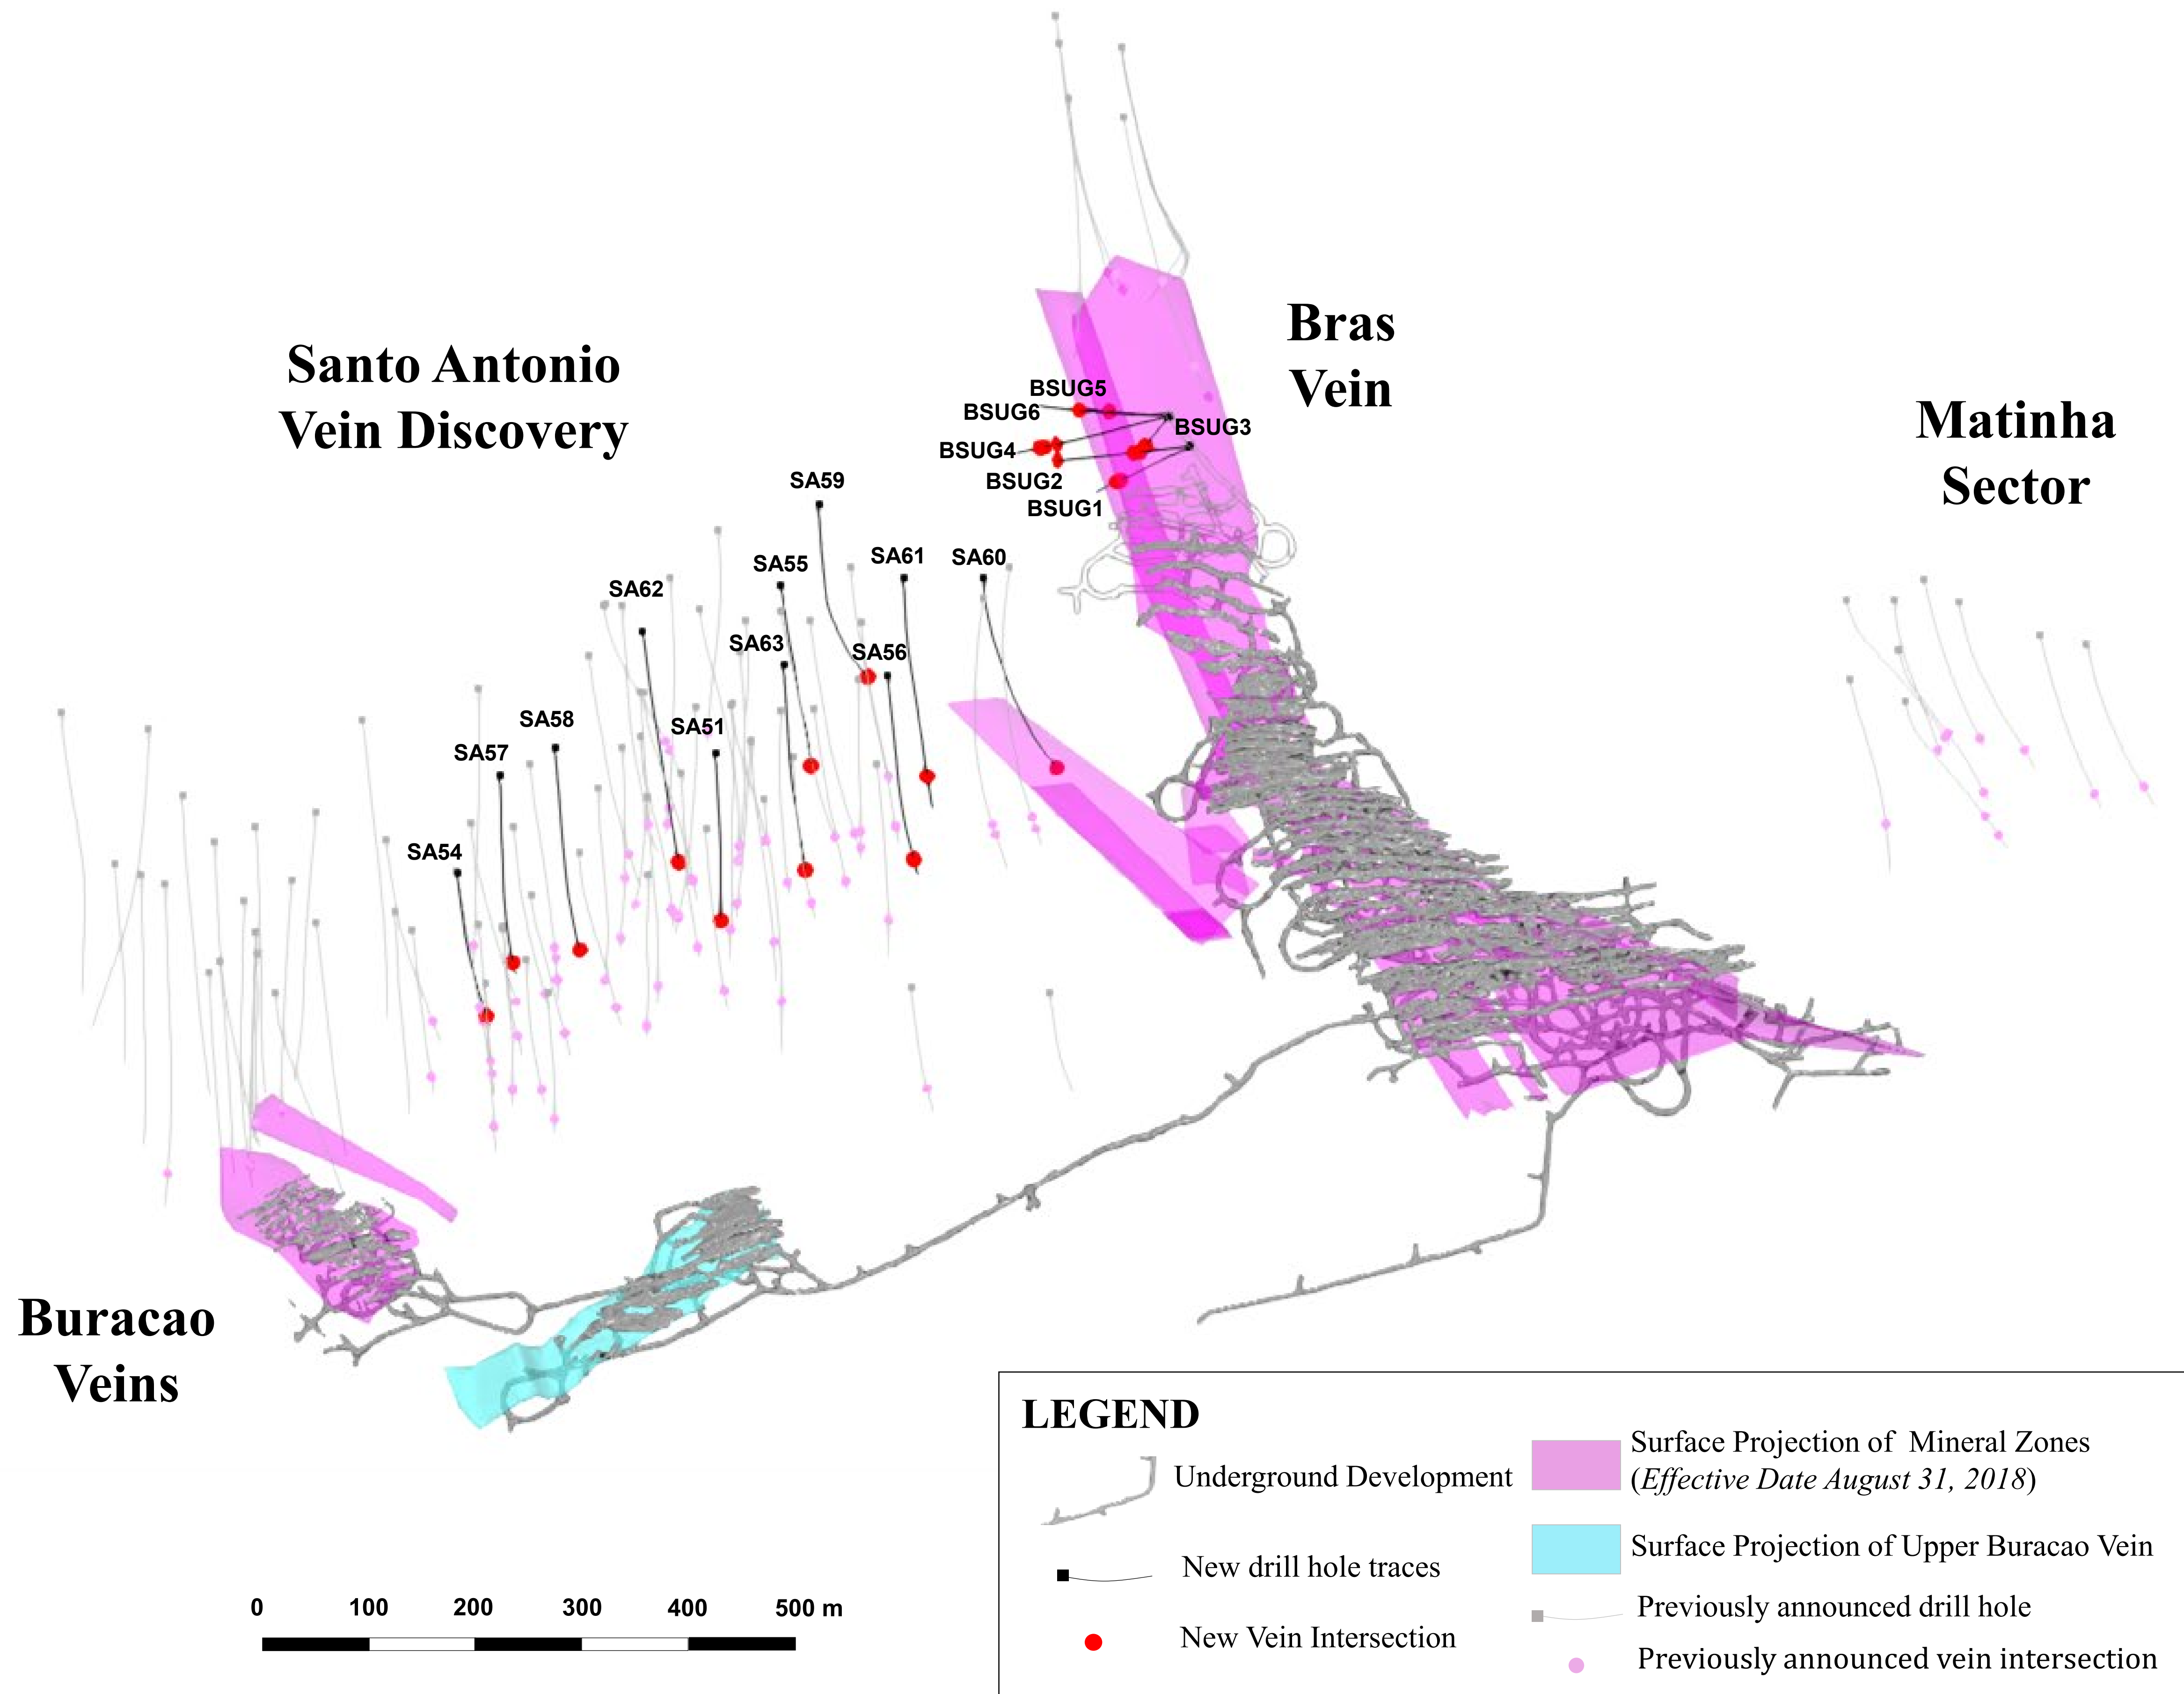 Santo Antonio
Vein Discovery
Bras
Vein
Matinha
Sector
BSUG5
BSUG6
BSUG3
BSUG4
BSUG2
BSUG1
SA59
SA55
SA61
SA60
SA62
SA63
SA56
SA58
SA51
SA57
SA54
Buracao
Veins
0 100 200 300 400 500 m
LEGEND
Underground Development
New drill hole traces
New Vein Intersection
Surface Projection of Mineral Zones
(Effective Date August 31, 2018)
Surface Projection of Upper Buracao Vein
Previously announced drill hole
Previously announced vein intersection